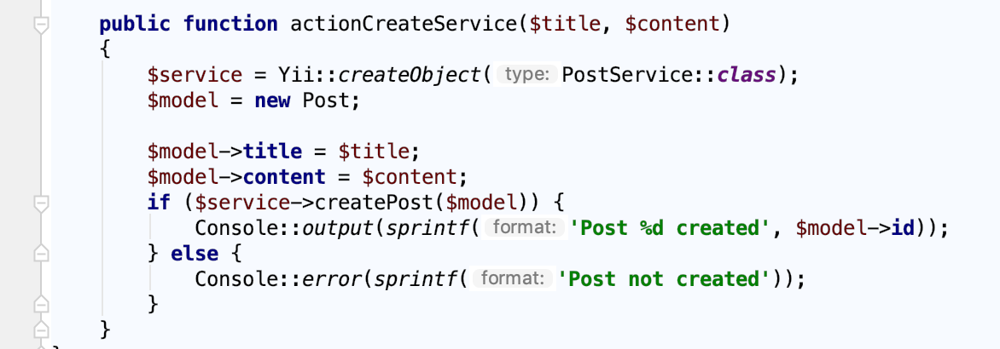 public function actionCreateService($title, $content)
{
$service = Yii::createObject( type: PostService::class);
$model = new Post;
$model->title = $title;
$model->content = $content;
if ($service->createPost($model)) {
Console::output(sprintf( format: 'Post %d created', $model->id));
} else {
Console::error(sprintf( format: 'Post not created'));
}
}